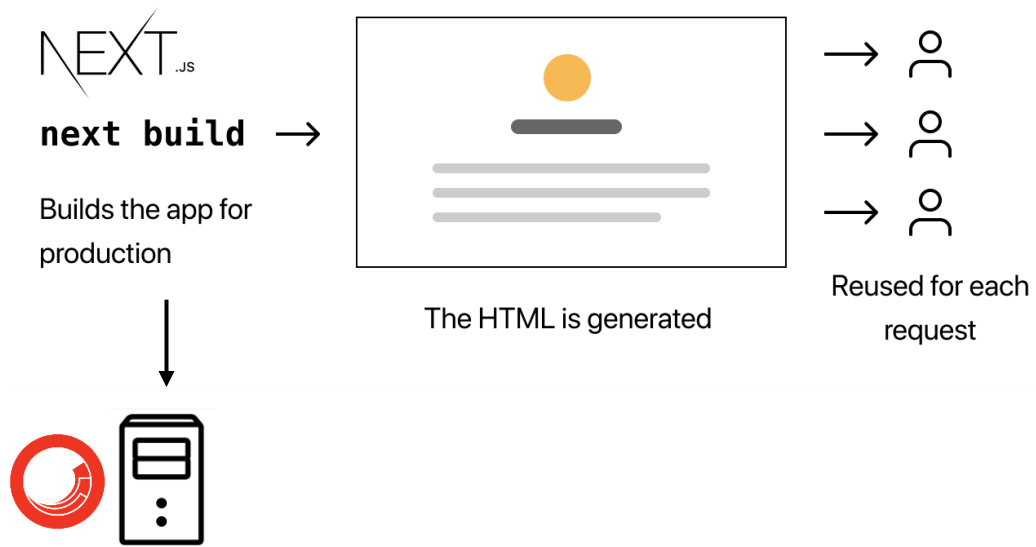 NEXT.JS
next build
Builds the app for
production
The HTML is generated
Reused for each
request